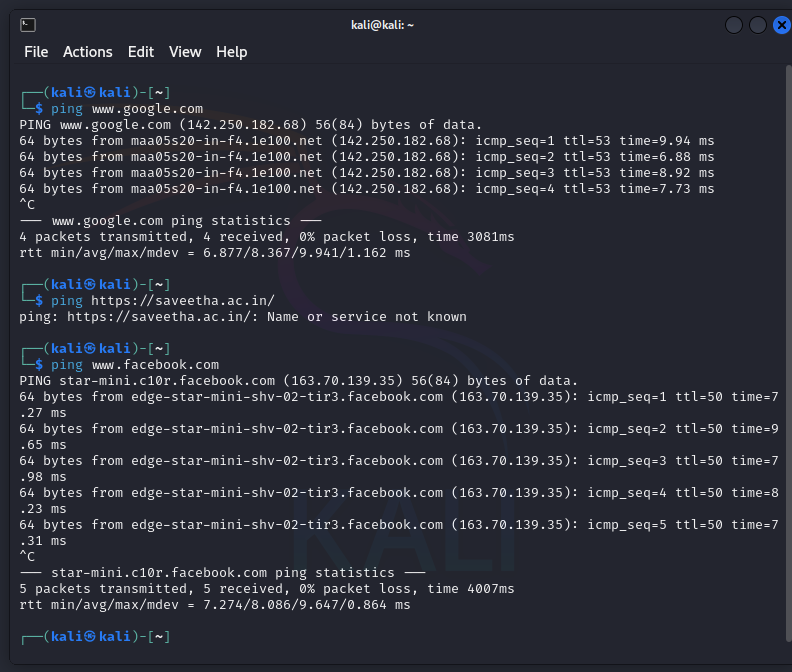 kali@kali: ~
File Actions Edit View Help
┌──(kali㉿kali)-[~]
└─$ ping www.google.com
PING www.google.com (142.250.182.68) 56(84) bytes of data.
64 bytes from maa05s20-in-f4.1e100.net (142.250.182.68): icmp_seq=1 ttl=53 time=9.94 ms
64 bytes from maa05s20-in-f4.1e100.net (142.250.182.68): icmp_seq=2 ttl=53 time=6.88 ms
64 bytes from maa05s20-in-f4.1e100.net (142.250.182.68): icmp_seq=3 ttl=53 time=8.92 ms
64 bytes from maa05s20-in-f4.1e100.net (142.250.182.68): icmp_seq=4 ttl=53 time=7.73 ms
^C
--- www.google.com ping statistics ---
4 packets transmitted, 4 received, 0% packet loss, time 3081ms
rtt min/avg/max/mdev = 6.877/8.367/9.941/1.162 ms
┌──(kali㉿kali)-[~]
└─$ ping https://saveetha.ac.in/
ping: https://saveetha.ac.in/: Name or service not known
┌──(kali㉿kali)-[~]
└─$ ping www.facebook.com
PING star-mini.c10r.facebook.com (163.70.139.35) 56(84) bytes of data.
64 bytes from edge-star-mini-shv-02-tir3.facebook.com (163.70.139.35): icmp_seq=1 ttl=50 time=7
.27 ms
64 bytes from edge-star-mini-shv-02-tir3.facebook.com (163.70.139.35): icmp_seq=2 ttl=50 time=9
.65 ms
64 bytes from edge-star-mini-shv-02-tir3.facebook.com (163.70.139.35): icmp_seq=3 ttl=50 time=7
.98 ms
64 bytes from edge-star-mini-shv-02-tir3.facebook.com (163.70.139.35): icmp_seq=4 ttl=50 time=8
.23 ms
64 bytes from edge-star-mini-shv-02-tir3.facebook.com (163.70.139.35): icmp_seq=5 ttl=50 time=7
.31 ms
^C
--- star-mini.c10r.facebook.com ping statistics ---
5 packets transmitted, 5 received, 0% packet loss, time 4007ms
rtt min/avg/max/mdev = 7.274/8.086/9.647/0.864 ms
┌──(kali㉿kali)-[~]
KALI